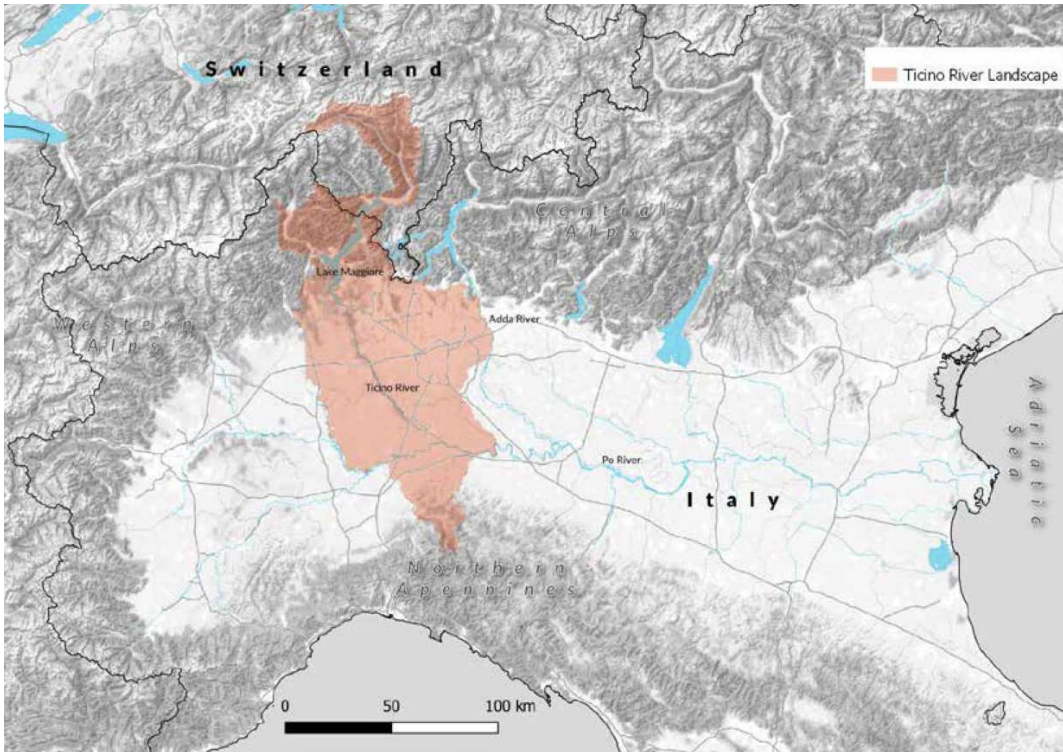 Switzerland
Ticino River Landscape
Central
Alps
Lake Maggiore
Adda River
Western
Alps
Ticino River
Adriatic
Sea
Po River
Italy
Northern
Apennines
0 50 100 km